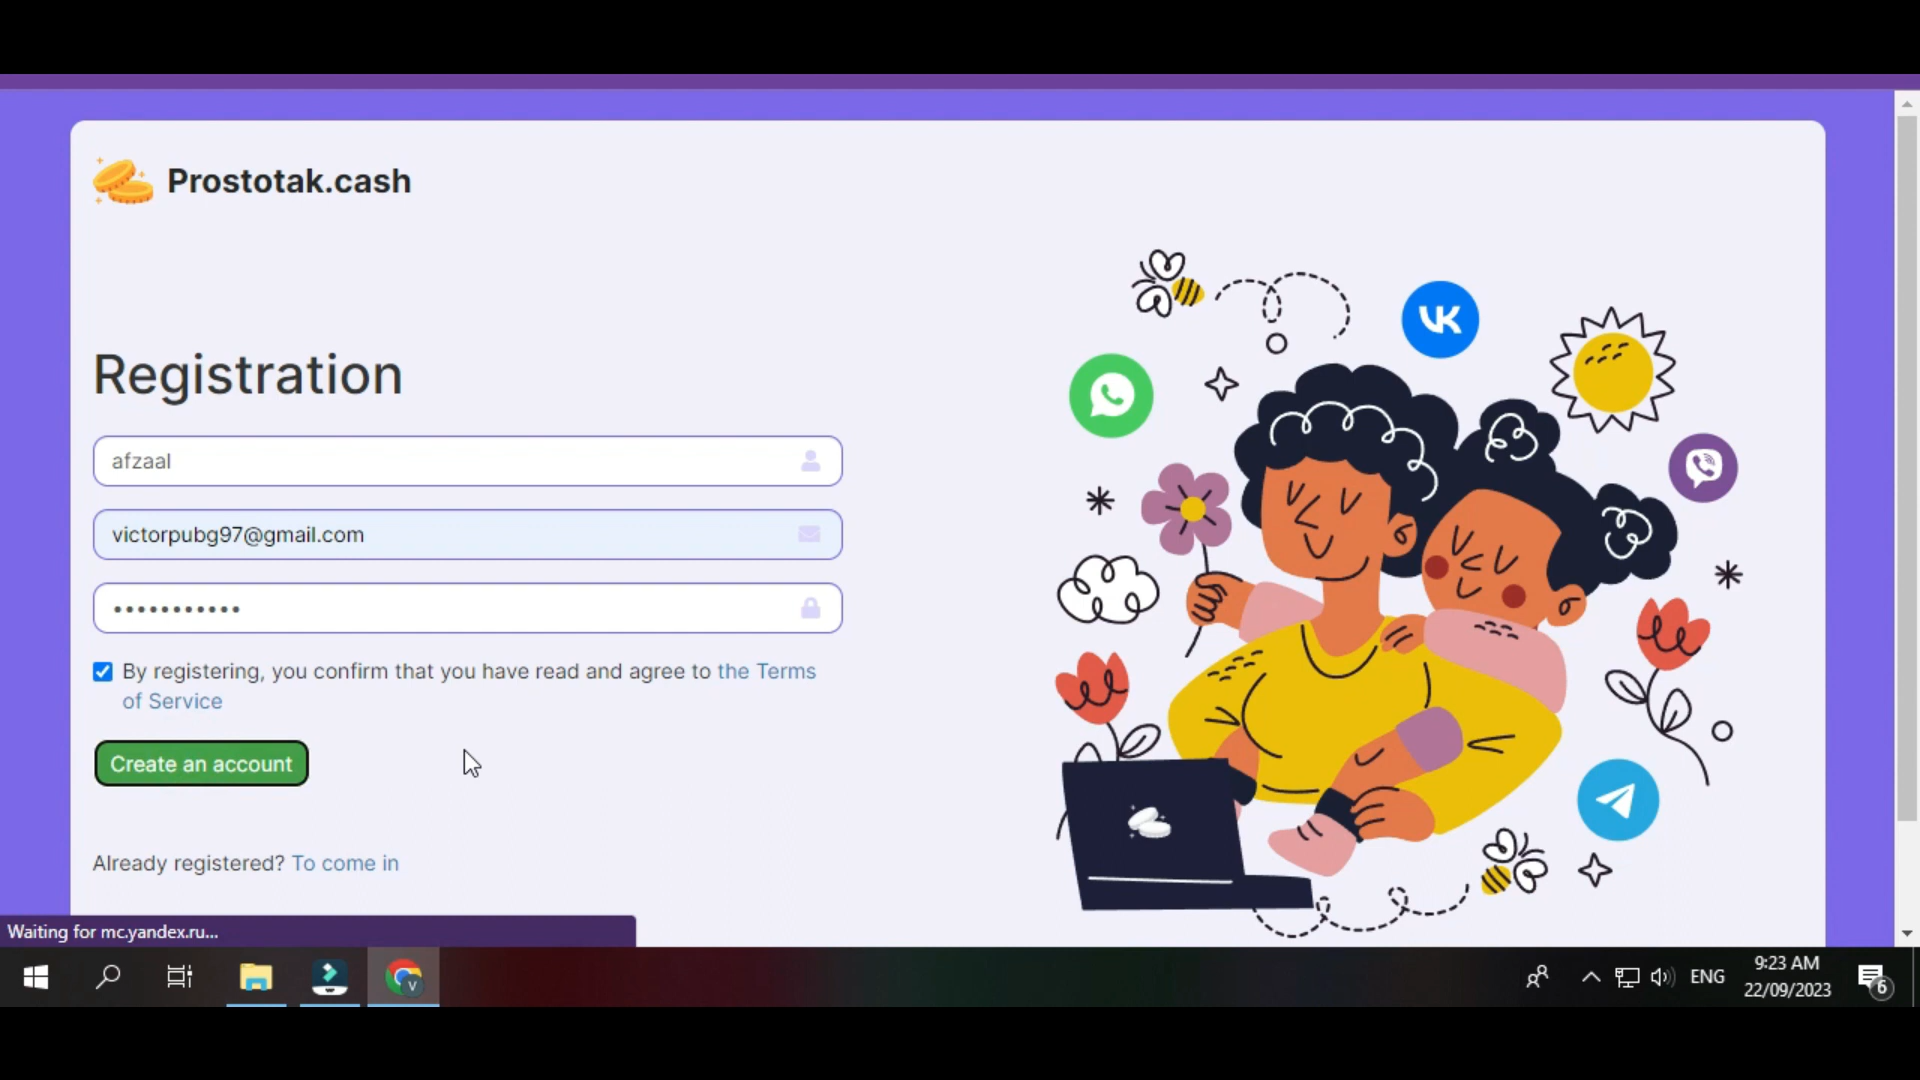 Prostotak.cash
Registration
afzaal
victorpubg97@gmail.com
•••••••••••
By registering, you confirm that you have read and agree to the Terms
of Service
Create an account
Already registered? To come in
Waiting for mc.yandex.ru...
V
ENG
9:23 AM
22/09/2023
6